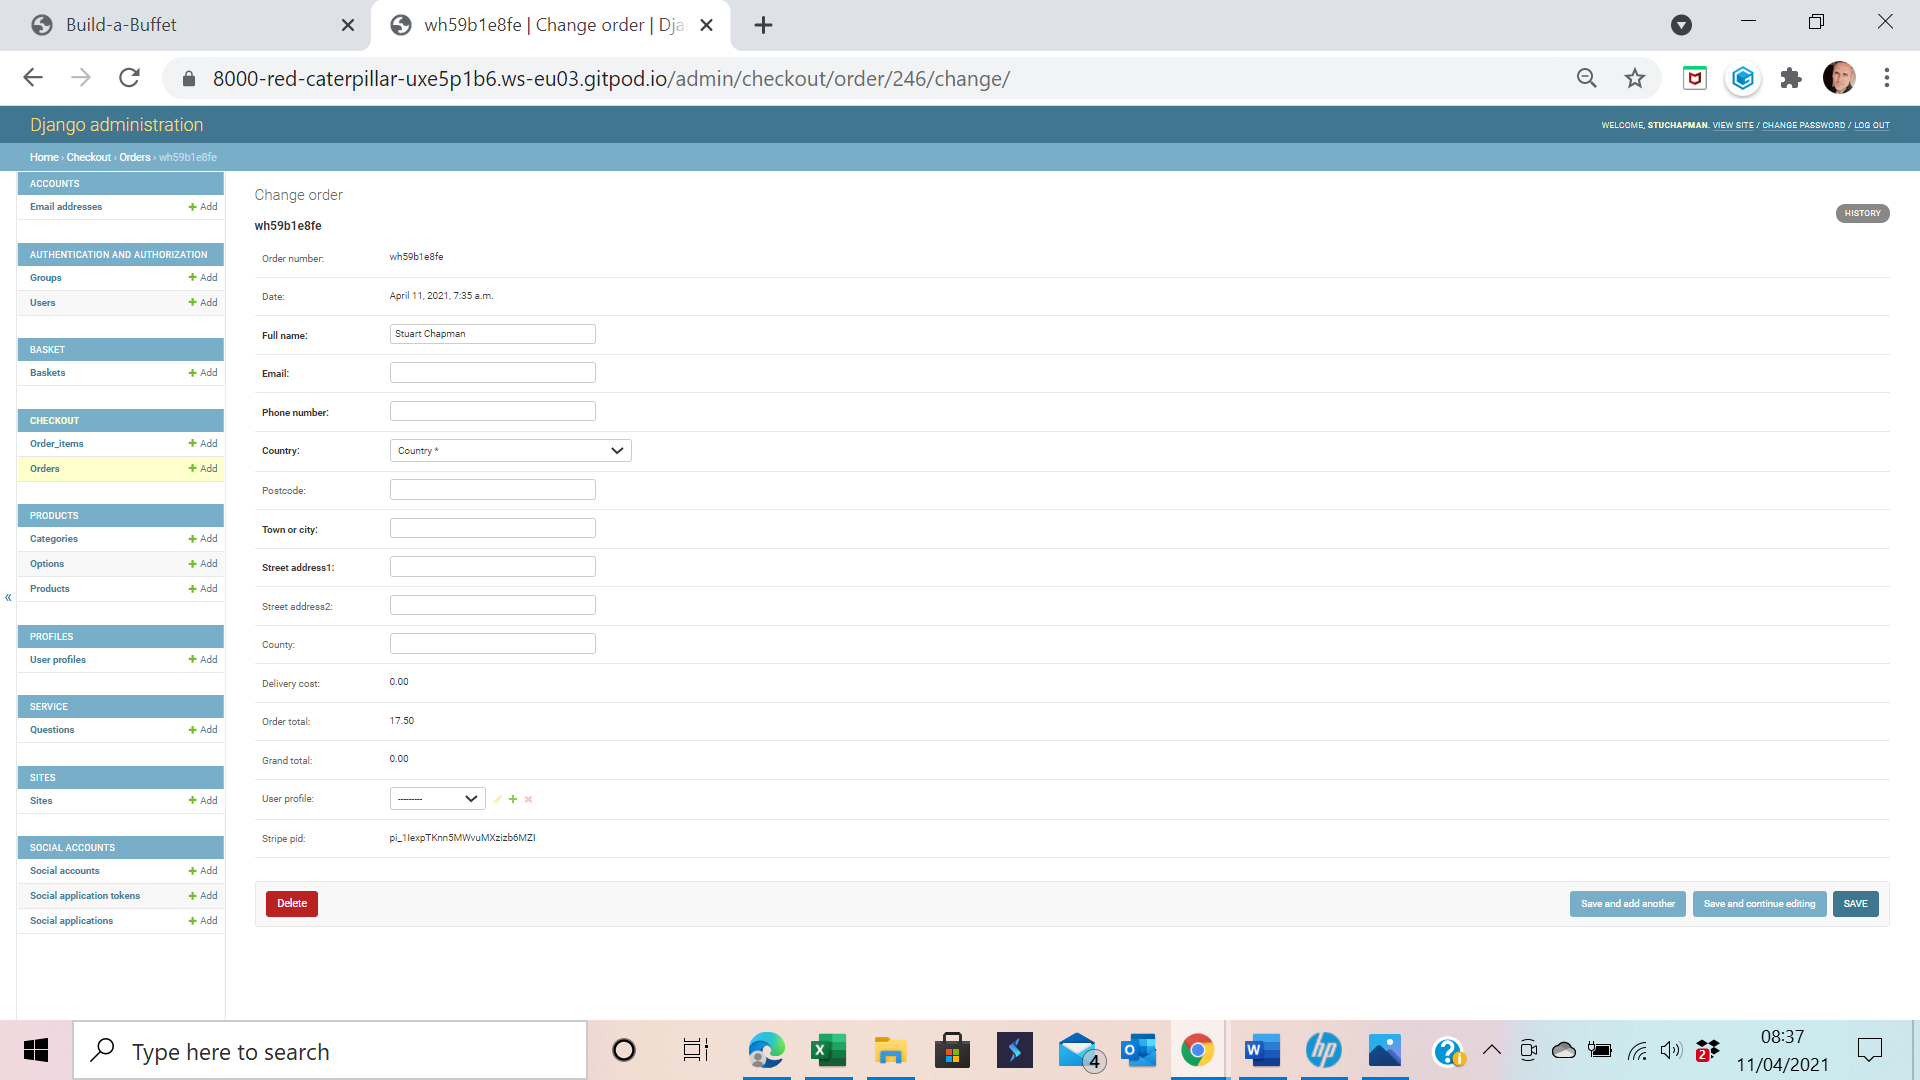 Build-a-Buffet
wh59b1e8fe | Change order | Dja
8000-red-caterpillar-uxe5p1b6.ws-eu03.gitpod.io/admin/checkout/order/246/change/
Django administration
WELCOME, STUCHAPMAN. VIEW SITE / CHANGE PASSWORD / LOG OUT
Home › Checkout › Orders › wh59b1e8fe
ACCOUNTS
Email addresses + Add
AUTHENTICATION AND AUTHORIZATION
Groups + Add
Users + Add
BASKET
Baskets + Add
CHECKOUT
Order_items + Add
Orders + Add
PRODUCTS
Categories + Add
Options + Add
Products + Add
PROFILES
User profiles + Add
SERVICE
Questions + Add
SITES
Sites + Add
SOCIAL ACCOUNTS
Social accounts + Add
Social application tokens + Add
Social applications + Add
«
Change order
HISTORY
wh59b1e8fe
Order number: wh59b1e8fe
Date: April 11, 2021, 7:35 a.m.
Full name: Stuart Chapman
Email:
Phone number:
Country: Country *
Postcode:
Town or city:
Street address1:
Street address2:
County:
Delivery cost: 0.00
Order total: 17.50
Grand total: 0.00
User profile: ---------
Stripe pid: pi_1IexpTKnn5MWvuMXzizb6MZI
Delete
Save and add another
Save and continue editing
SAVE
Type here to search
4
2
08:37
11/04/2021